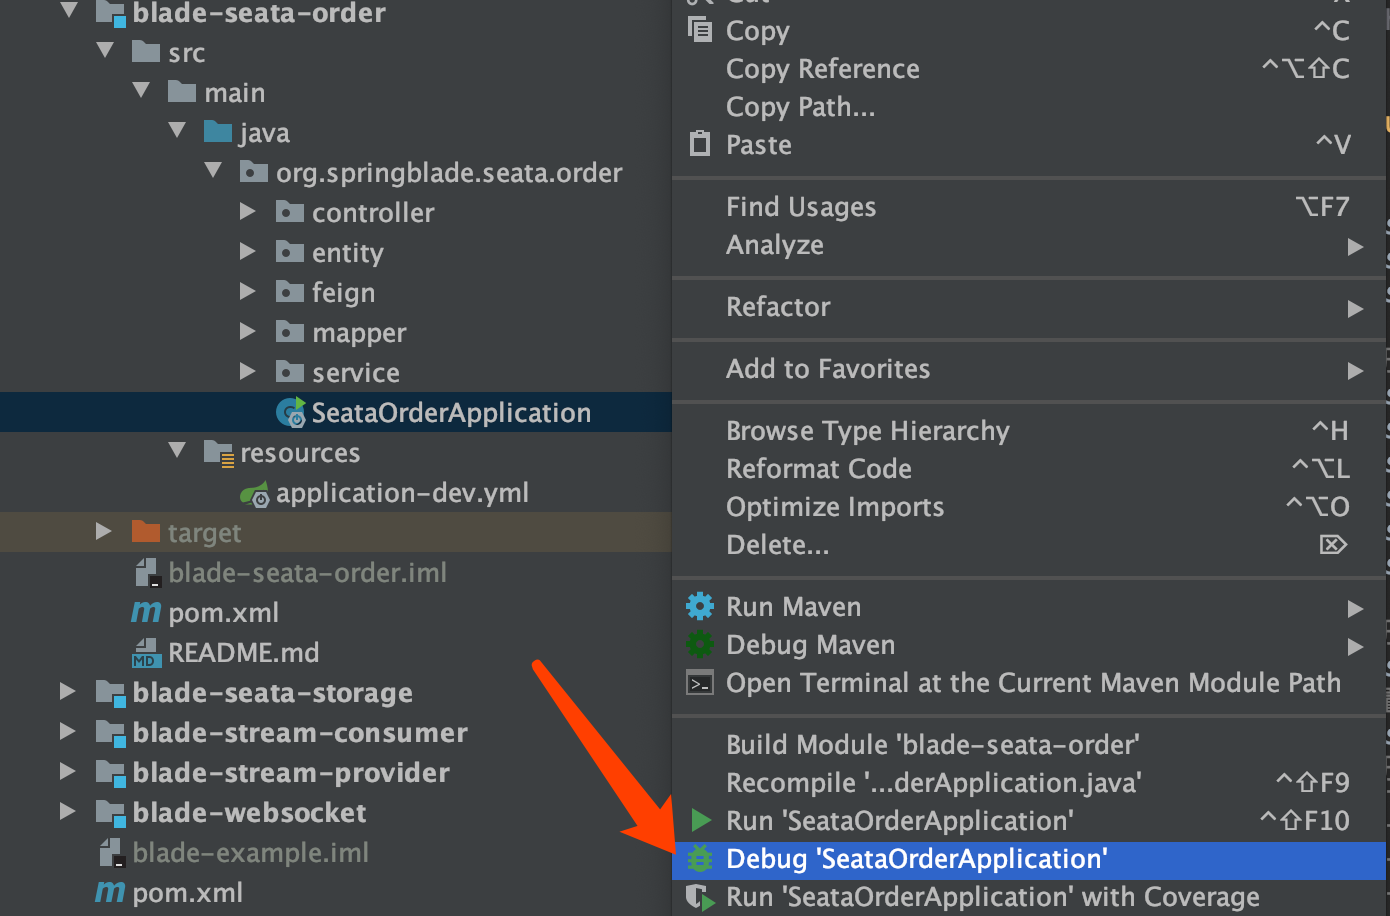 blade-seata-order
src
main
java
org.springblade.seata.order
controller
entity
feign
mapper
service
SeataOrderApplication
resources
application-dev.yml
target
blade-seata-order.iml
pom.xml
MD README.md
blade-seata-storage
blade-stream-consumer
blade-stream-provider
blade-websocket
blade-example.iml
pom.xml
Copy ^C
Copy Reference ^⌥⇧C
Copy Path...
Paste ^V
Find Usages ⌥F7
Analyze
Refactor
Add to Favorites
Browse Type Hierarchy ^H
Reformat Code ^⌥L
Optimize Imports ^⌥O
Delete... ⌦
Run Maven
Debug Maven
Open Terminal at the Current Maven Module Path
Build Module 'blade-seata-order'
Recompile '...derApplication.java' ^⇧F9
Run 'SeataOrderApplication' ^⇧F10
Debug 'SeataOrderApplication'
Run 'SeataOrderApplication' with Coverage